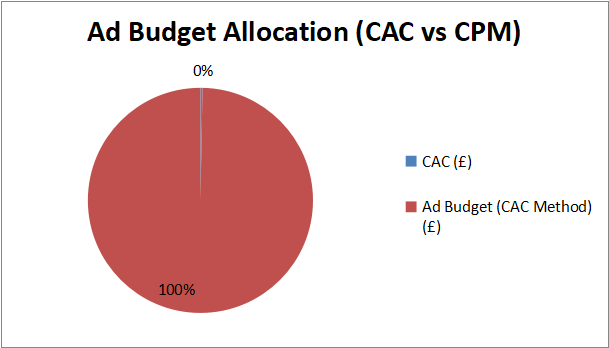 Ad Budget Allocation (CAC vs CPM)
0%
CAC (£)
Ad Budget (CAC Method)
(£)
100%